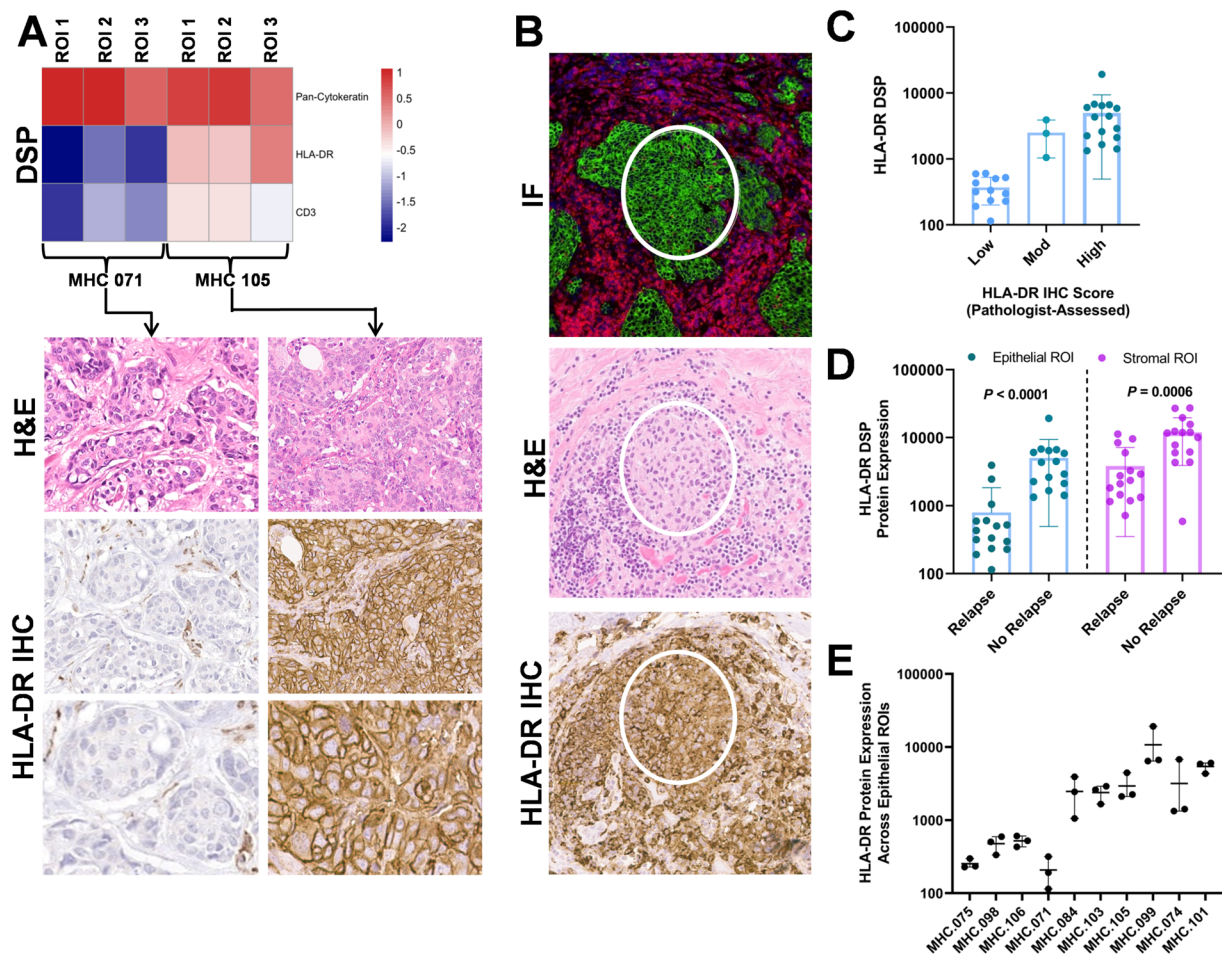 A
ROI 1
ROI 2
ROI 3
ROI 1
ROI 2
ROI 3
DSP
Pan-Cytokeratin
HLA-DR
CD3
1
0.5
0
-0.5
-1
-1.5
-2
MHC 071
MHC 105
H&E
HLA-DR IHC
B
IF
H&E
HLA-DR IHC
C
HLA-DR DSP
100000
10000
1000
100
Low
Mod
High
HLA-DR IHC Score
(Pathologist-Assessed)
D
Epithelial ROI
Stromal ROI
HLA-DR DSP
Protein Expression
100000
10000
1000
100
P < 0.0001
P = 0.0006
Relapse
No Relapse
Relapse
No Relapse
E
HLA-DR Protein Expression
Across Epithelial ROIs
100000
10000
1000
100
MHC.075
MHC.098
MHC.106
MHC.071
MHC.084
MHC.103
MHC.105
MHC.099
MHC.074
MHC.101